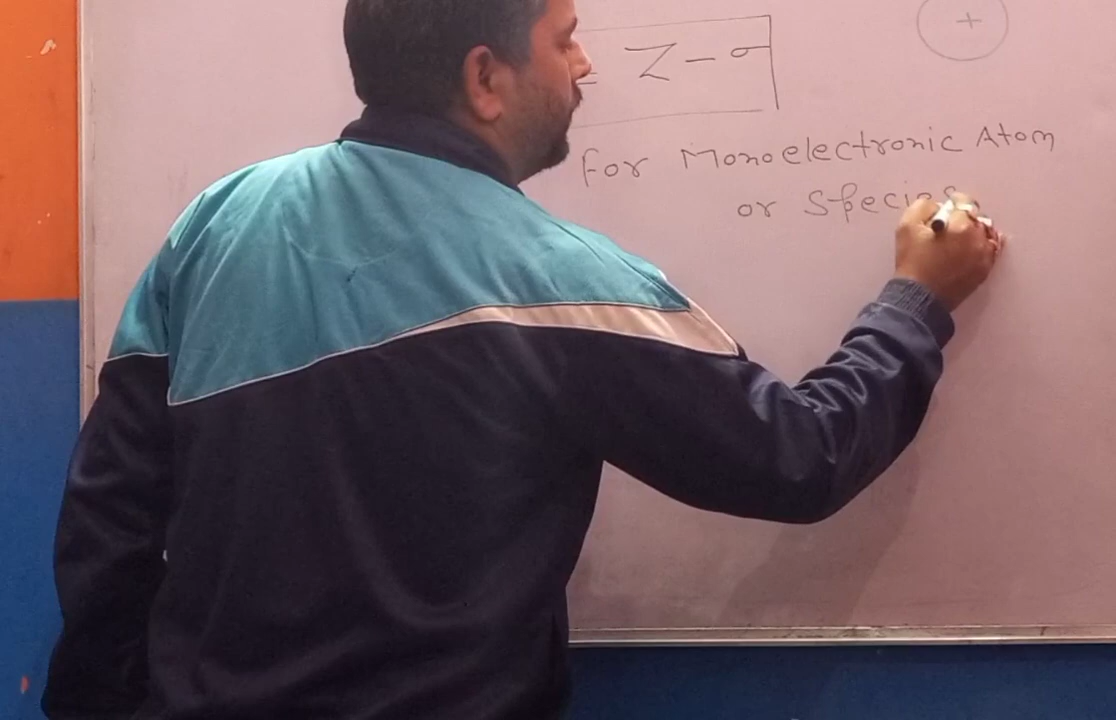 = Z - σ
+
For Monoelectronic Atom
or Species